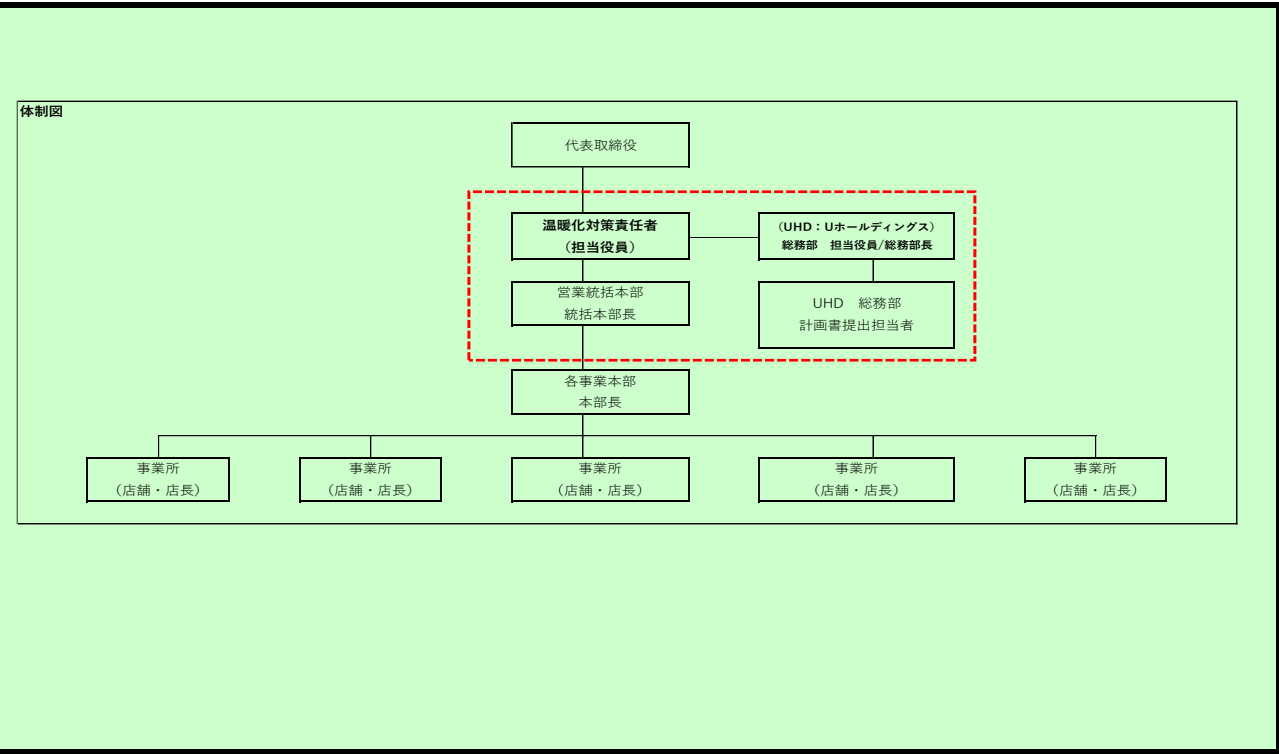 体制図
代表取締役
温暖化対策責任者
（担当役員）
（UHD：Uホールディングス）
総務部　担当役員/総務部長
営業統括本部
統括本部長
UHD　総務部
計画書提出担当者
各事業本部
本部長
事業所
（店舗・店長）
事業所
（店舗・店長）
事業所
（店舗・店長）
事業所
（店舗・店長）
事業所
（店舗・店長）